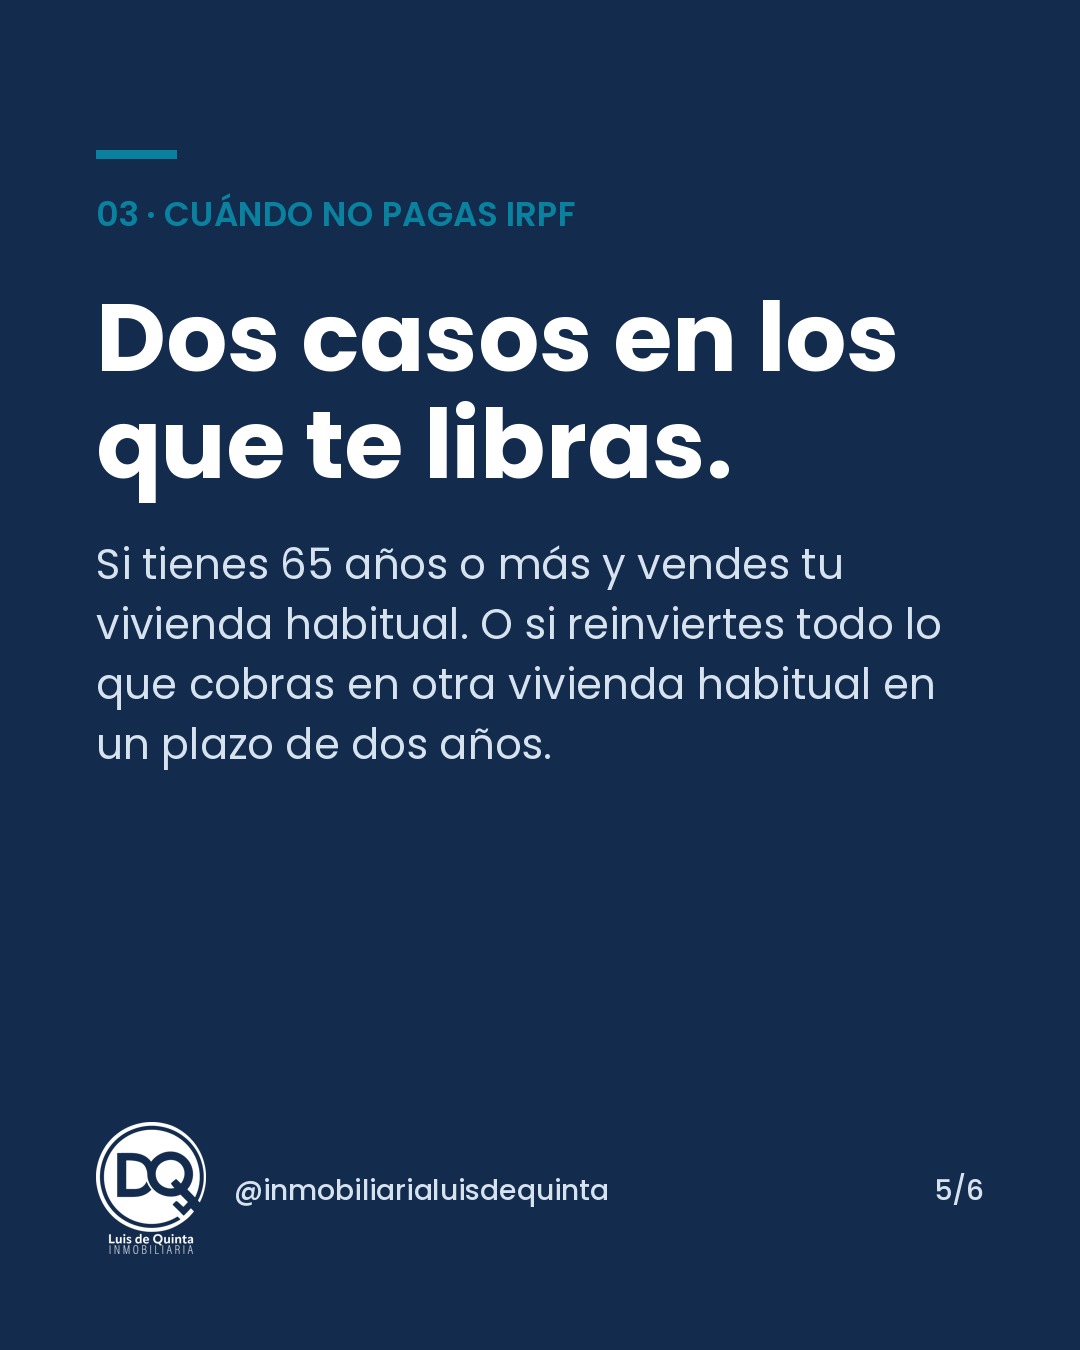 03 · CUÁNDO NO PAGAS IRPF
Dos casos en los
que te libras.
Si tienes 65 años o más y vendes tu
vivienda habitual. O si reinviertes todo lo
que cobras en otra vivienda habitual en
un plazo de dos años.
DQ
Luis de Quinta
INMOBILIARIA
@inmobiliarialuisdequinta
5/6